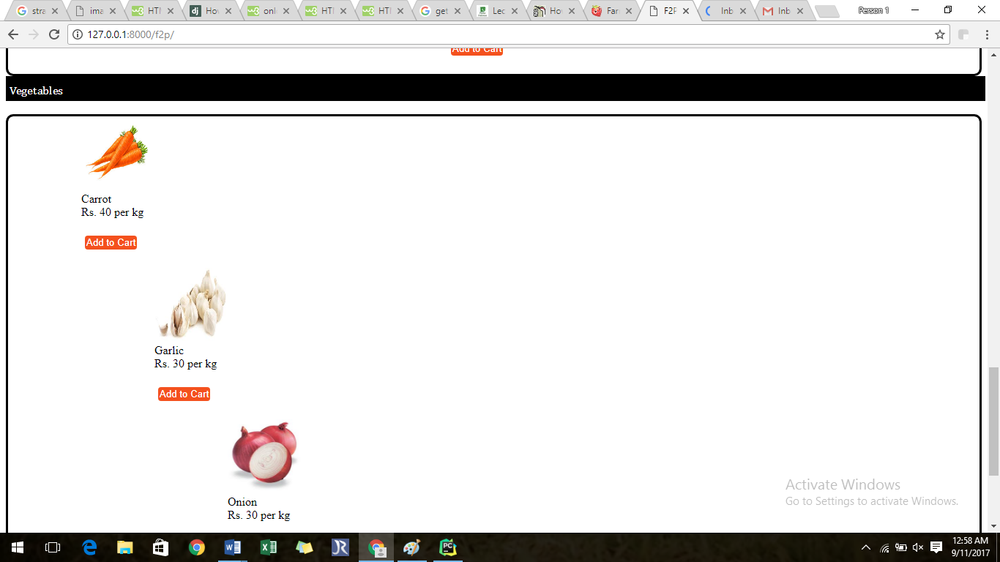 stra
ima
HTI
Hov
onli
HTI
HTI
get
Lec
Hov
Farr
F2P
Inb
Inb
Person 1
127.0.0.1:8000/f2p/
Add to Cart
Vegetables
Carrot
Rs. 40 per kg
Add to Cart
Garlic
Rs. 30 per kg
Add to Cart
Onion
Rs. 30 per kg
Activate Windows
Go to Settings to activate Windows.
12:58 AM
9/11/2017